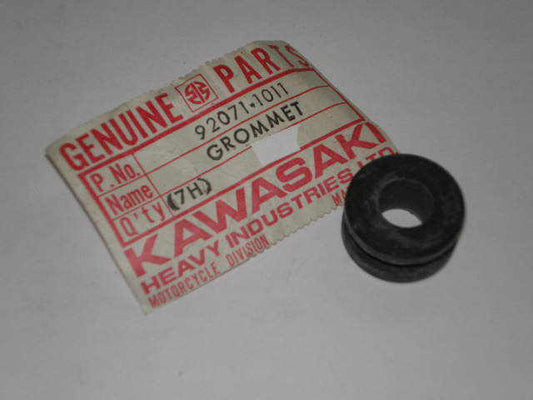 GENUINE PARTS
P.No. 92071-1011
Name GROMMET
Q'ty (7H)
KAWASAKI
HEAVY INDUSTRIES LTD.
MOTORCYCLE DIVISION